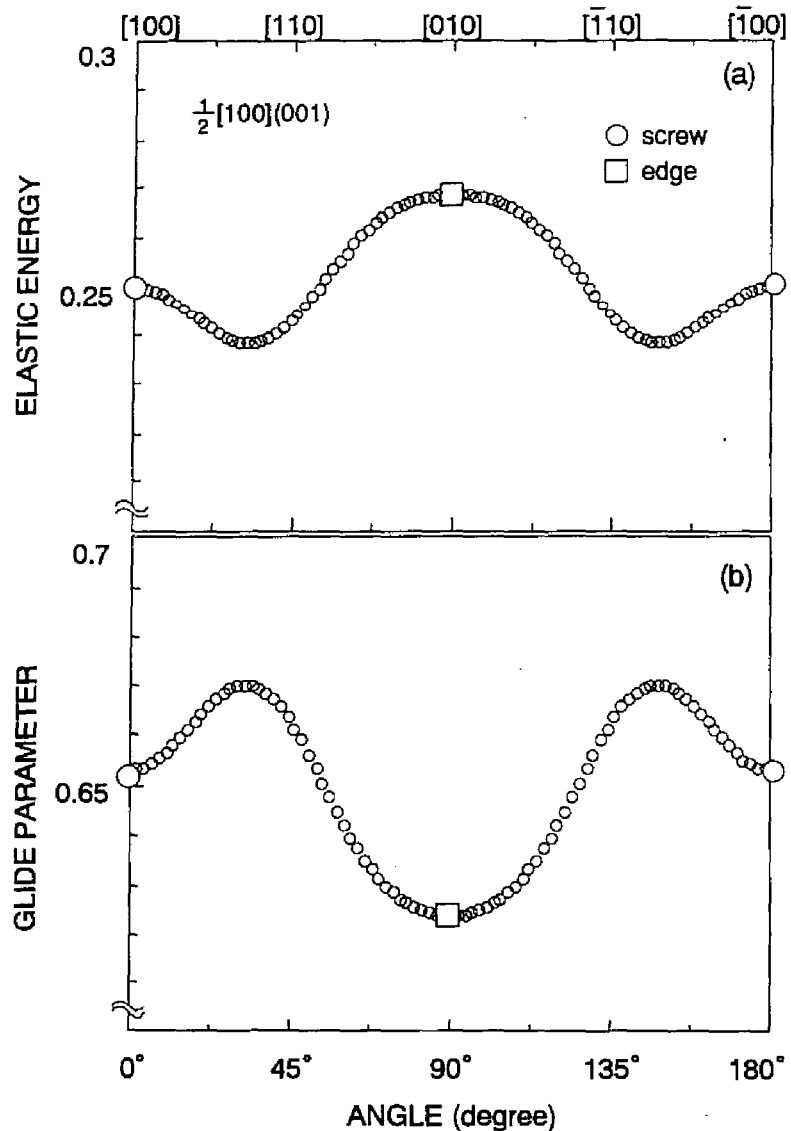 [100] [110] [010] [1̄10] [1̄00]
0.3
(a)
1/2 [100](001)
screw
edge
ELASTIC ENERGY
0.25
0.7
(b)
GLIDE PARAMETER
0.65
0° 45° 90° 135° 180°
ANGLE (degree)